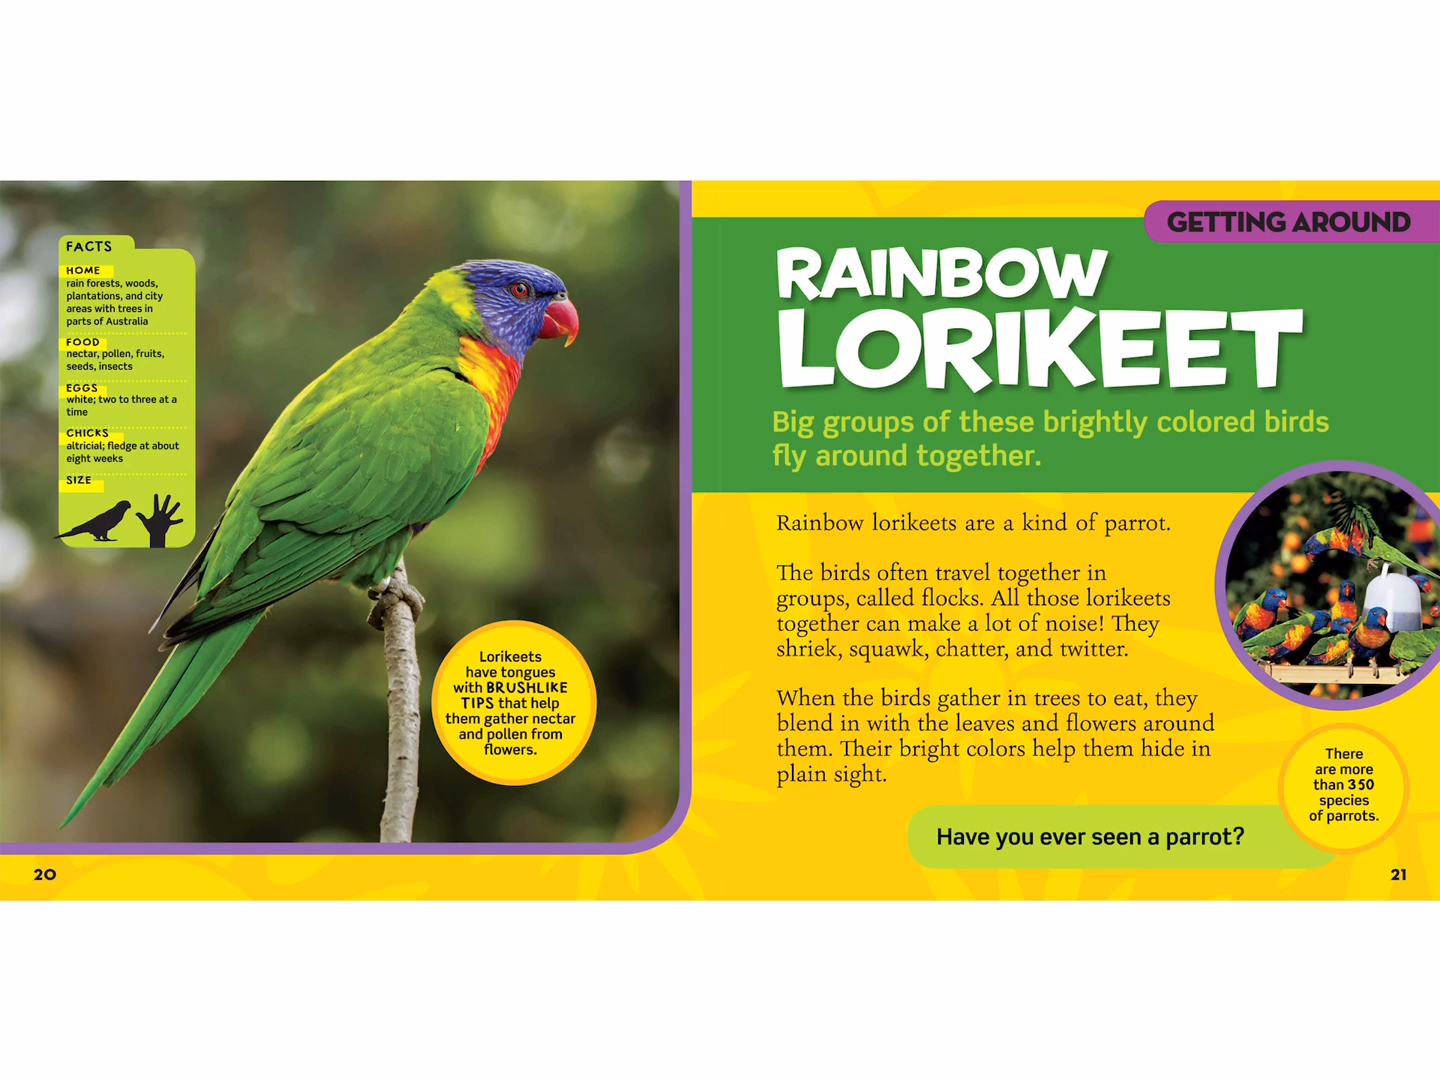 FACTS
HOME
rain forests, woods,
plantations, and city
areas with trees in
parts of Australia
FOOD
nectar, pollen, fruits,
seeds, insects
EGGS
white; two to three at a
time
CHICKS
altricial; fledge at about
eight weeks
SIZE
Lorikeets
have tongues
with BRUSHLIKE
TIPS that help
them gather nectar
and pollen from
flowers.
20
GETTING AROUND
RAINBOW
LORIKEET
Big groups of these brightly colored birds
fly around together.
Rainbow lorikeets are a kind of parrot.
The birds often travel together in
groups, called flocks. All those lorikeets
together can make a lot of noise! They
shriek, squawk, chatter, and twitter.
When the birds gather in trees to eat, they
blend in with the leaves and flowers around
them. Their bright colors help them hide in
plain sight.
There
are more
than 350
species
of parrots.
Have you ever seen a parrot?
21